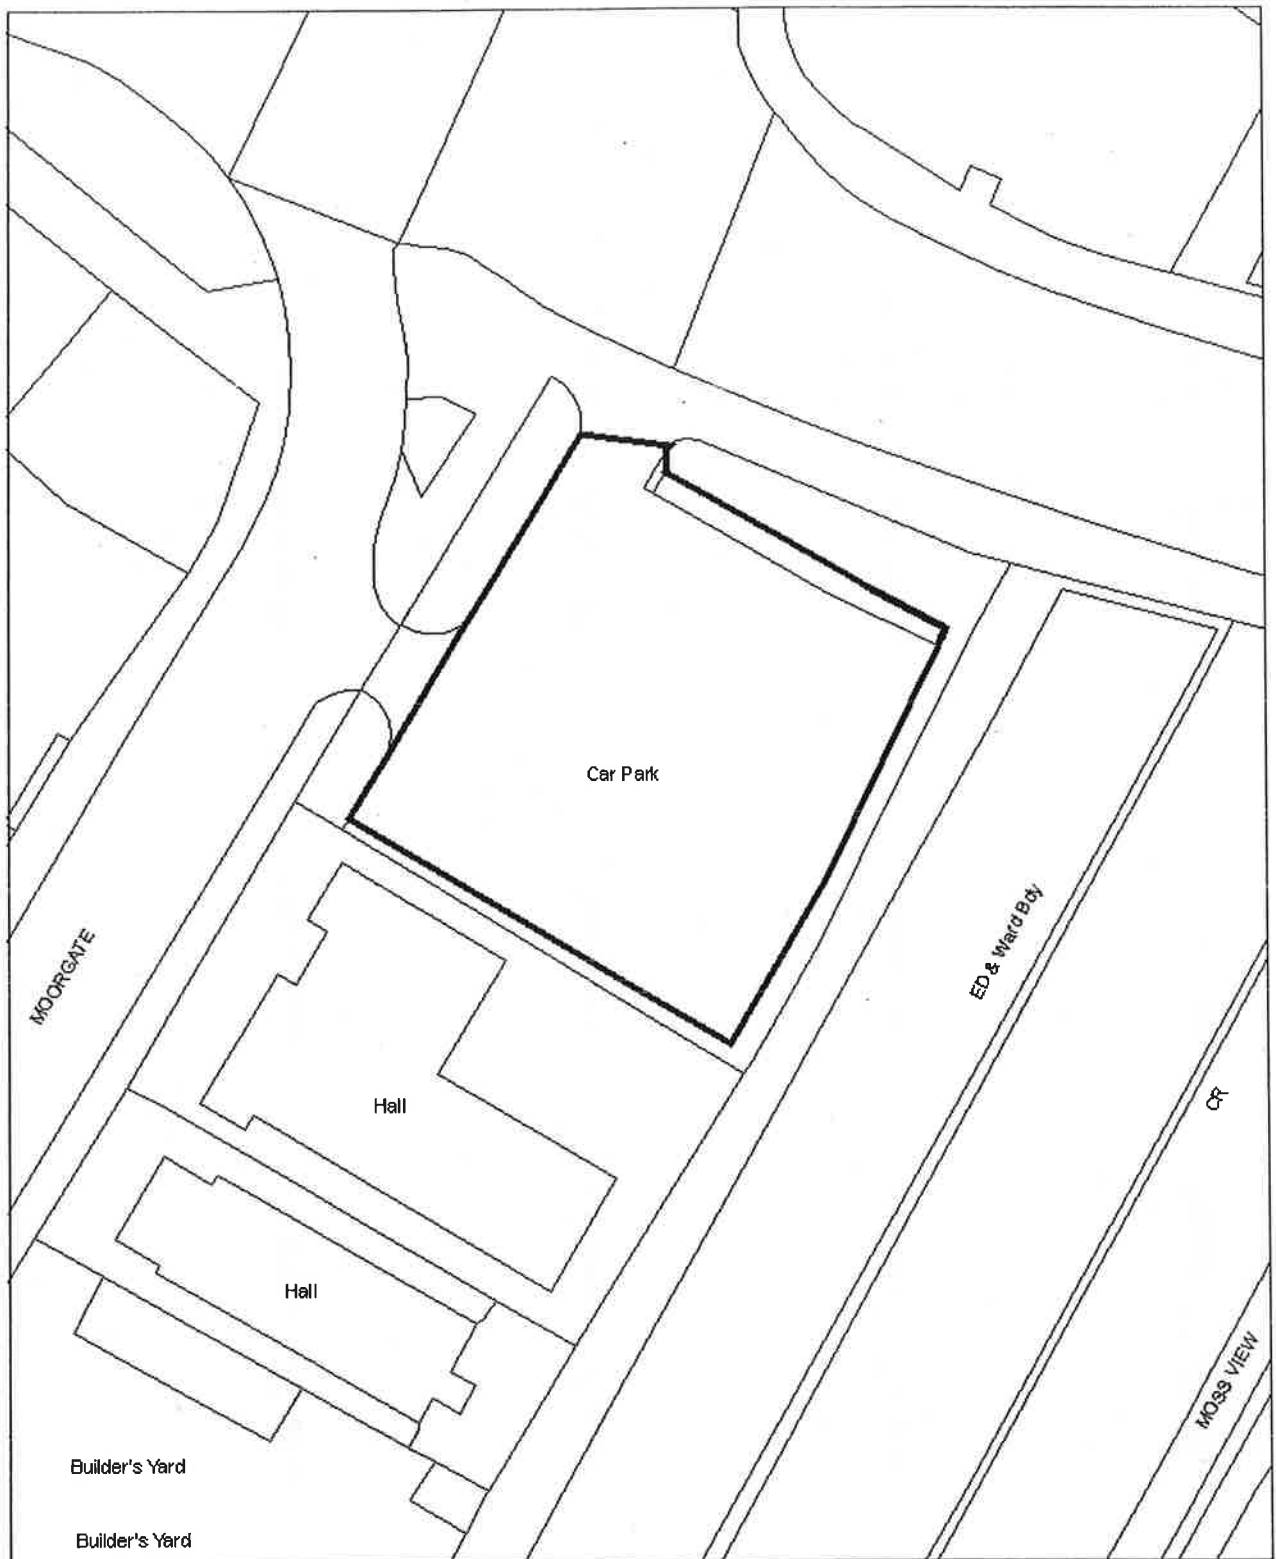 Car Park
MOORGATE
ED & Ward Bdy
CR
Hall
Hall
MOSS VIEW
Builder's Yard
Builder's Yard